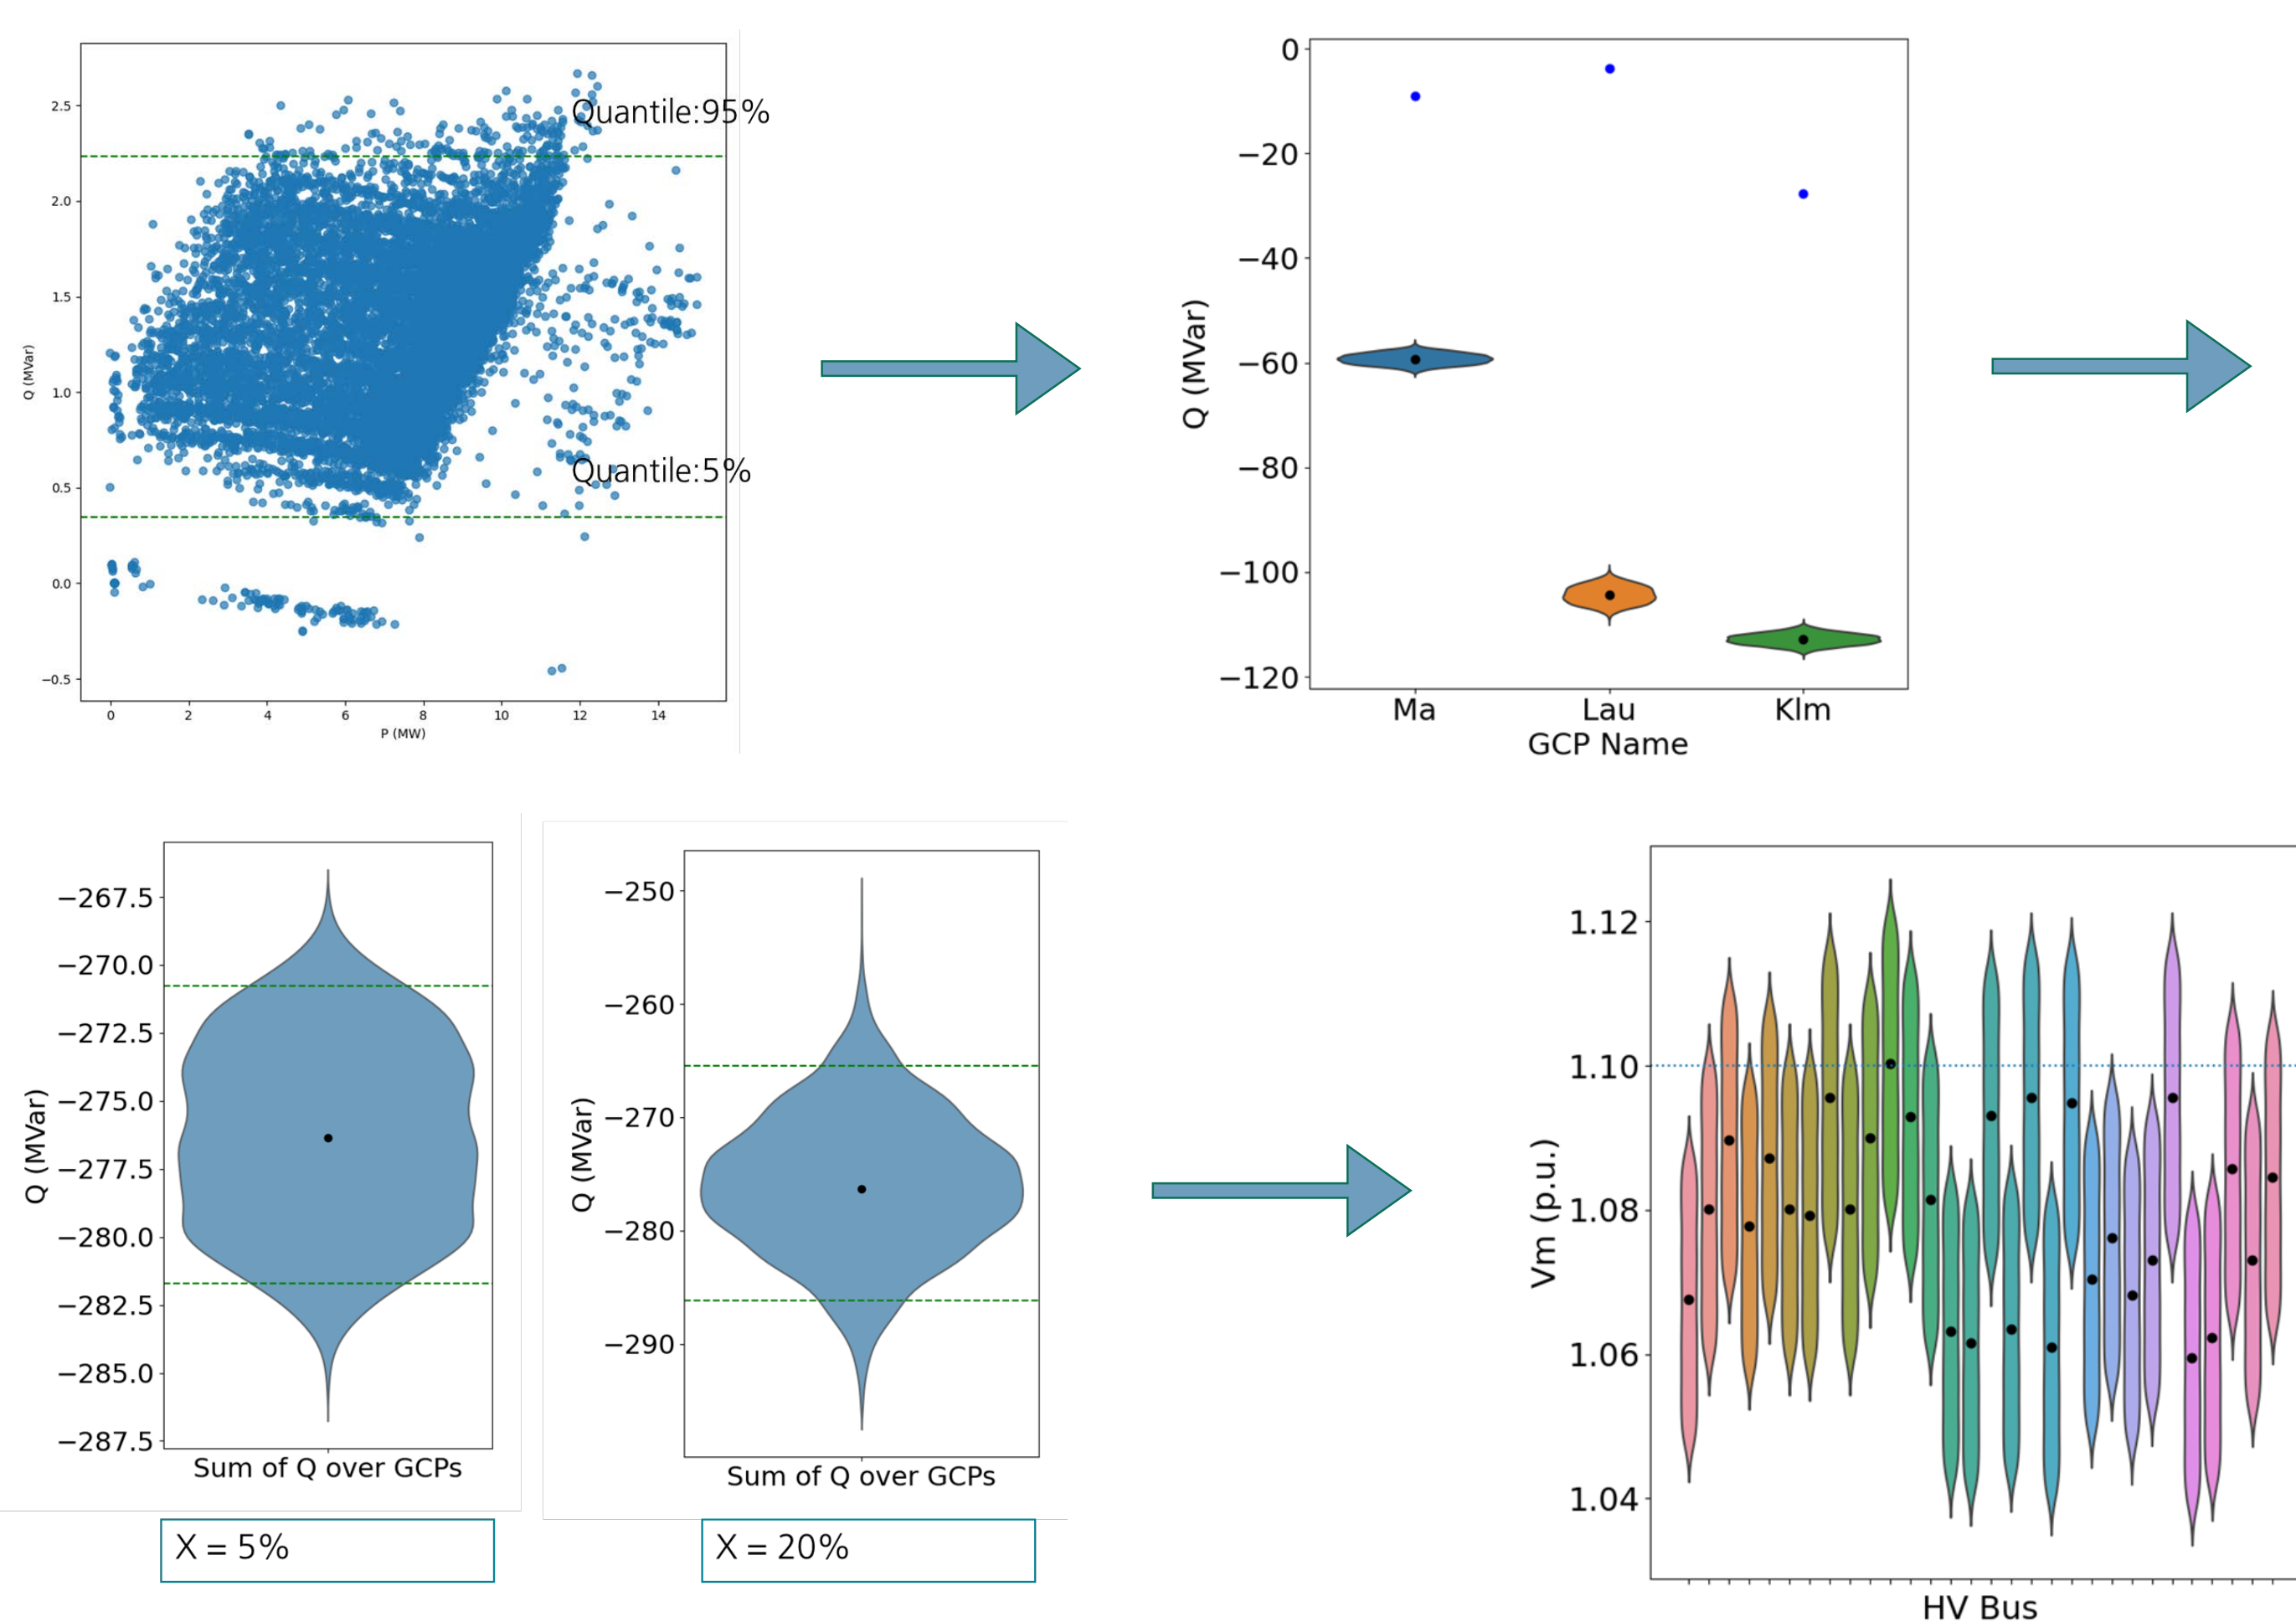 2.5
2.0
1.5
1.0
0.5
0.0
−0.5
Q (MVar)
0 2 4 6 8 10 12 14
P (MW)
Quantile:95%
Quantile:5%
0
−20
−40
−60
−80
−100
−120
Q (MVar)
Ma Lau Klm
GCP Name
−267.5
−270.0
−272.5
−275.0
−277.5
−280.0
−282.5
−285.0
−287.5
Q (MVar)
Sum of Q over GCPs
X = 5%
−250
−260
−270
−280
−290
Q (MVar)
Sum of Q over GCPs
X = 20%
1.12
1.10
1.08
1.06
1.04
Vm (p.u.)
HV Bus